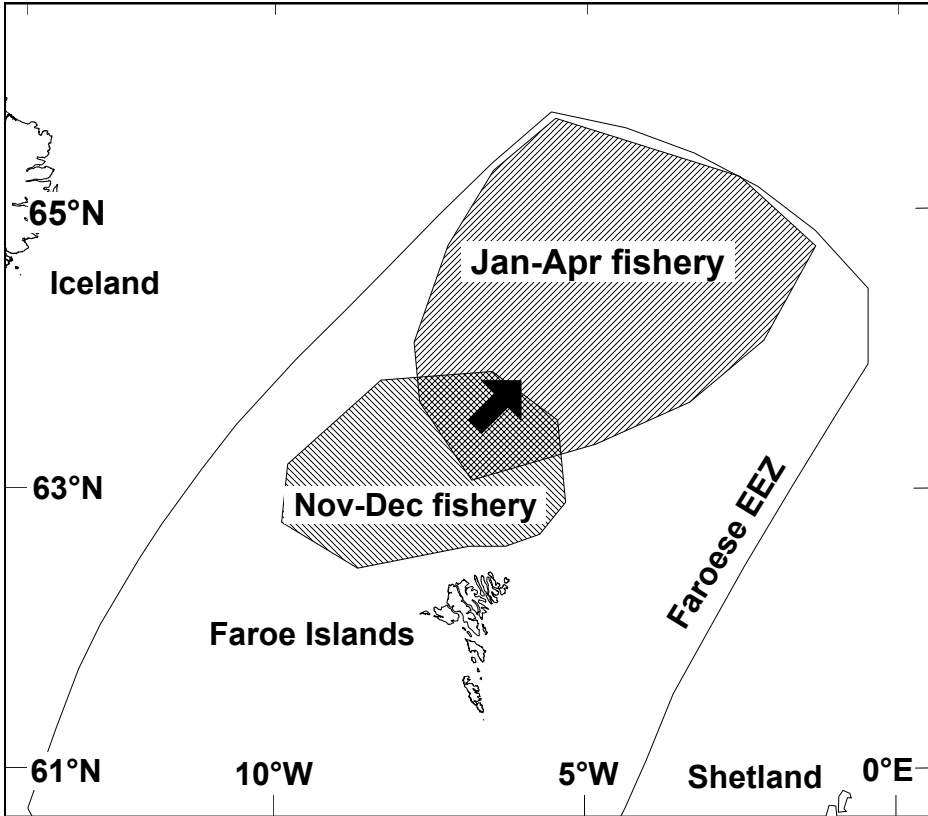 65°N
Jan-Apr fishery
Iceland
63°N
Nov-Dec fishery
Faroese EEZ
Faroe Islands
61°N
10°W
5°W
Shetland
0°E